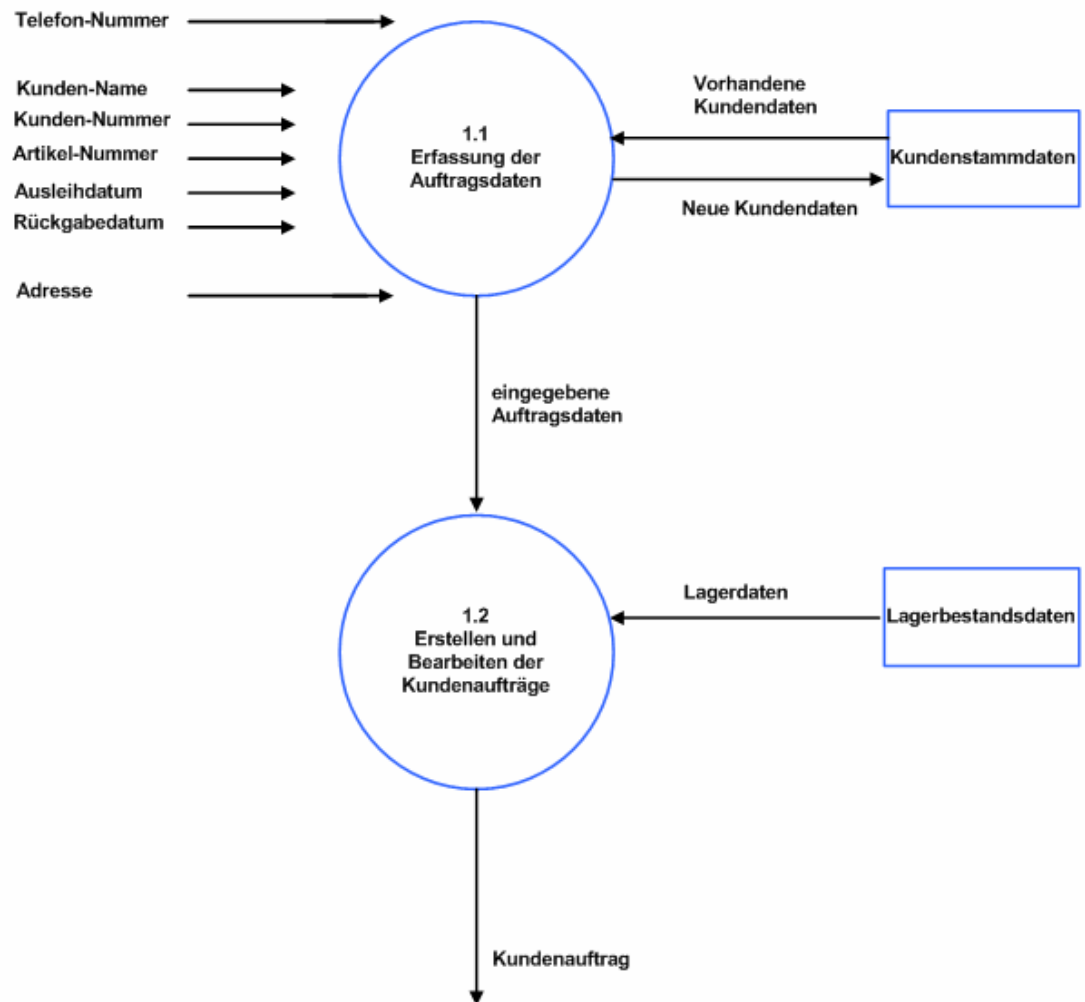 Telefon-Nummer
Kunden-Name
Kunden-Nummer
Artikel-Nummer
Ausleihdatum
Rückgabedatum
Adresse
1.1
Erfassung der
Auftragsdaten
Vorhandene
Kundendaten
Neue Kundendaten
Kundenstammdaten
eingegebene
Auftragsdaten
1.2
Erstellen und
Bearbeiten der
Kundenaufträge
Lagerdaten
Lagerbestandsdaten
Kundenauftrag